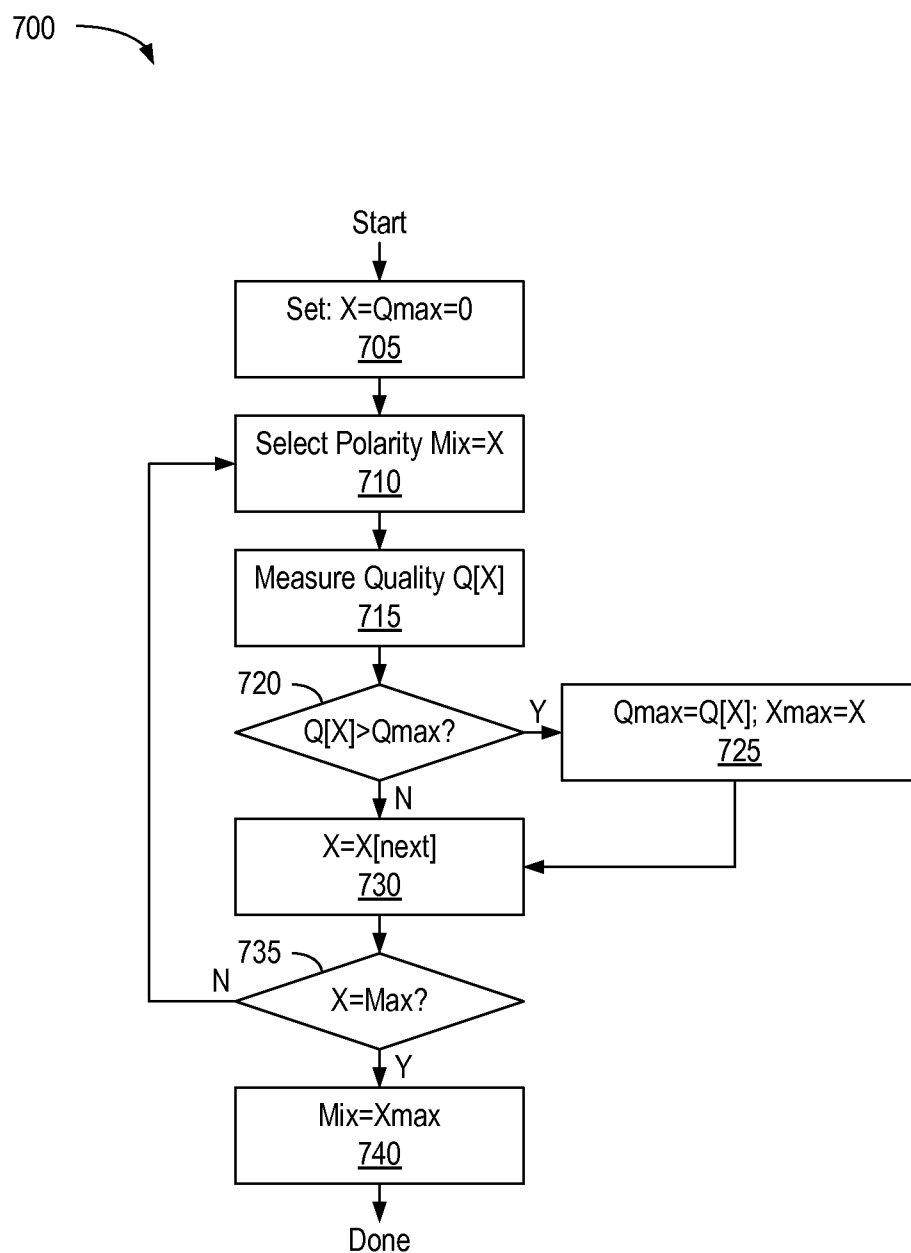 700
Start
Set: X=Qmax=0
705
Select Polarity Mix=X
710
Measure Quality Q[X]
715
720
Q[X]>Qmax?
Y
Qmax=Q[X]; Xmax=X
725
N
X=X[next]
730
735
N
X=Max?
Y
Mix=Xmax
740
Done